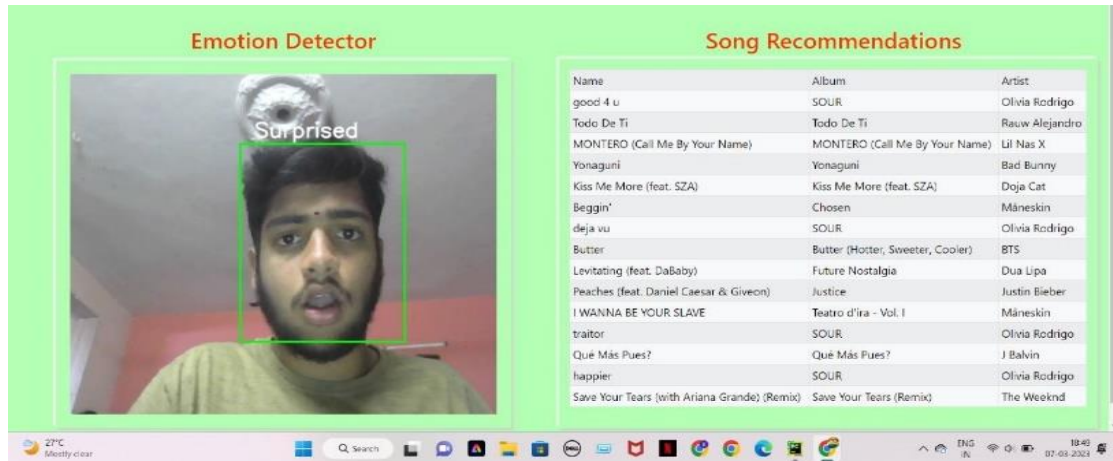 Emotion Detector
Surprised
Song Recommendations
Name Album Artist
good 4 u SOUR Olivia Rodrigo
Todo De Ti Todo De Ti Rauw Alejandro
MONTERO (Call Me By Your Name) MONTERO (Call Me By Your Name) Lil Nas X
Yonaguni Yonaguni Bad Bunny
Kiss Me More (feat. SZA) Kiss Me More (feat. SZA) Doja Cat
Beggin' Chosen Måneskin
deja vu SOUR Olivia Rodrigo
Butter Butter (Hotter, Sweeter, Cooler) BTS
Levitating (feat. DaBaby) Future Nostalgia Dua Lipa
Peaches (feat. Daniel Caesar & Giveon) Justice Justin Bieber
I WANNA BE YOUR SLAVE Teatro d'ira - Vol. I Måneskin
traitor SOUR Olivia Rodrigo
Qué Más Pues? Qué Más Pues? J Balvin
happier SOUR Olivia Rodrigo
Save Your Tears (with Ariana Grande) (Remix) Save Your Tears (Remix) The Weeknd
27°C
Mostly clear
Search
ENG
IN
18:49
07-03-2023